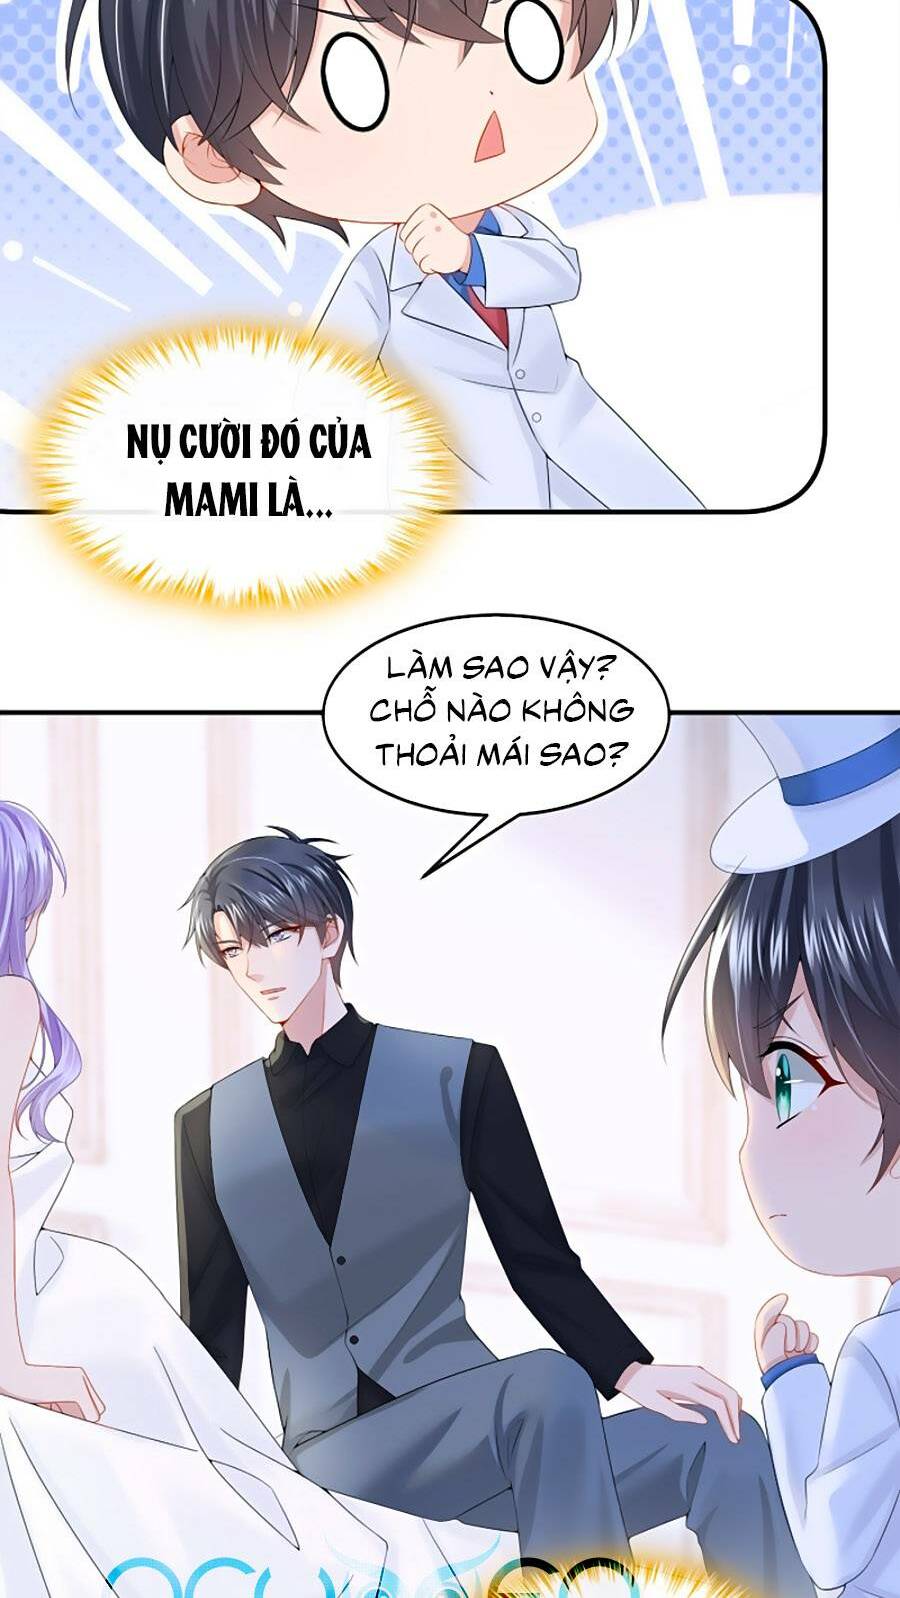 NỤ CƯỜI ĐÓ CỦA
MAMI LÀ...
LÀM SAO VẬY?
CHỖ NÀO KHÔNG
THOẢI MÁI SAO?